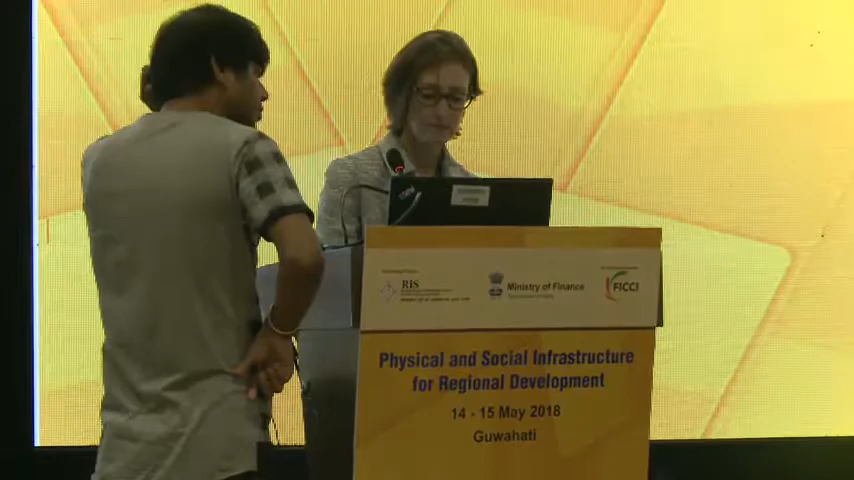 RIS
Ministry of Finance
FICCI
Physical and Social Infrastructure
for Regional Development
14 - 15 May 2018
Guwahati